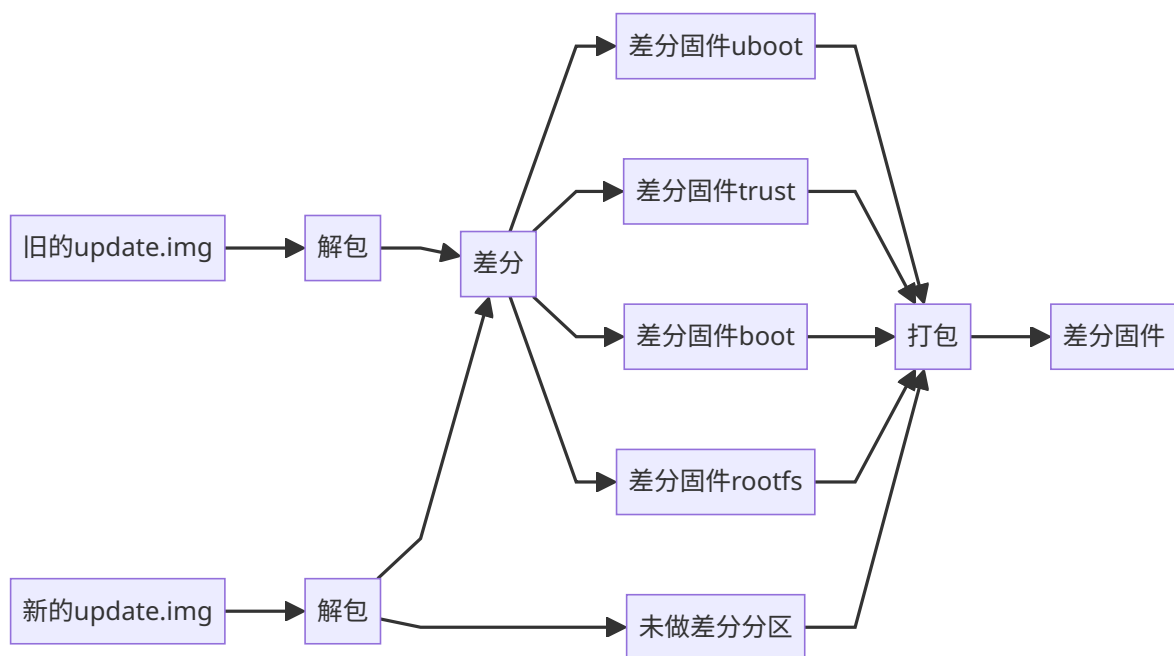 旧的update.img
解包
差分
差分固件uboot
差分固件trust
差分固件boot
差分固件rootfs
打包
差分固件
新的update.img
解包
未做差分分区